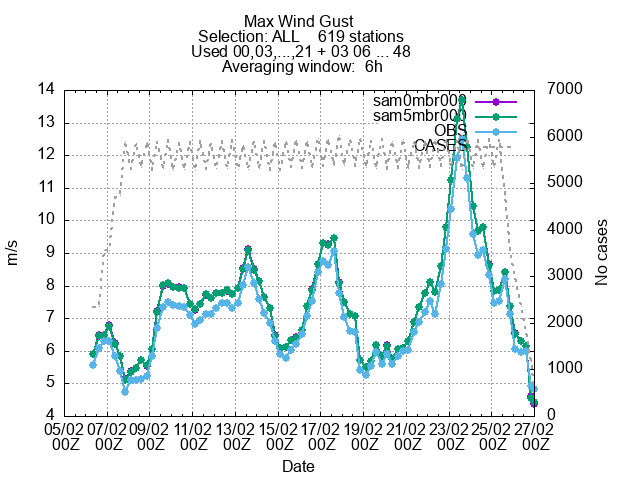 Max Wind Gust
Selection: ALL    619 stations
Used 00,03,...,21 + 03 06 ... 48
Averaging window:  6h
14
13
12
11
10
9
8
7
6
5
4
m/s
7000
6000
5000
4000
3000
2000
1000
0
No cases
sam0mbr000
sam5mbr000
OBS
CASES
05/02 07/02 09/02 11/02 13/02 15/02 17/02 19/02 21/02 23/02 25/02 27/02
00Z 00Z 00Z 00Z 00Z 00Z 00Z 00Z 00Z 00Z 00Z 00Z
Date